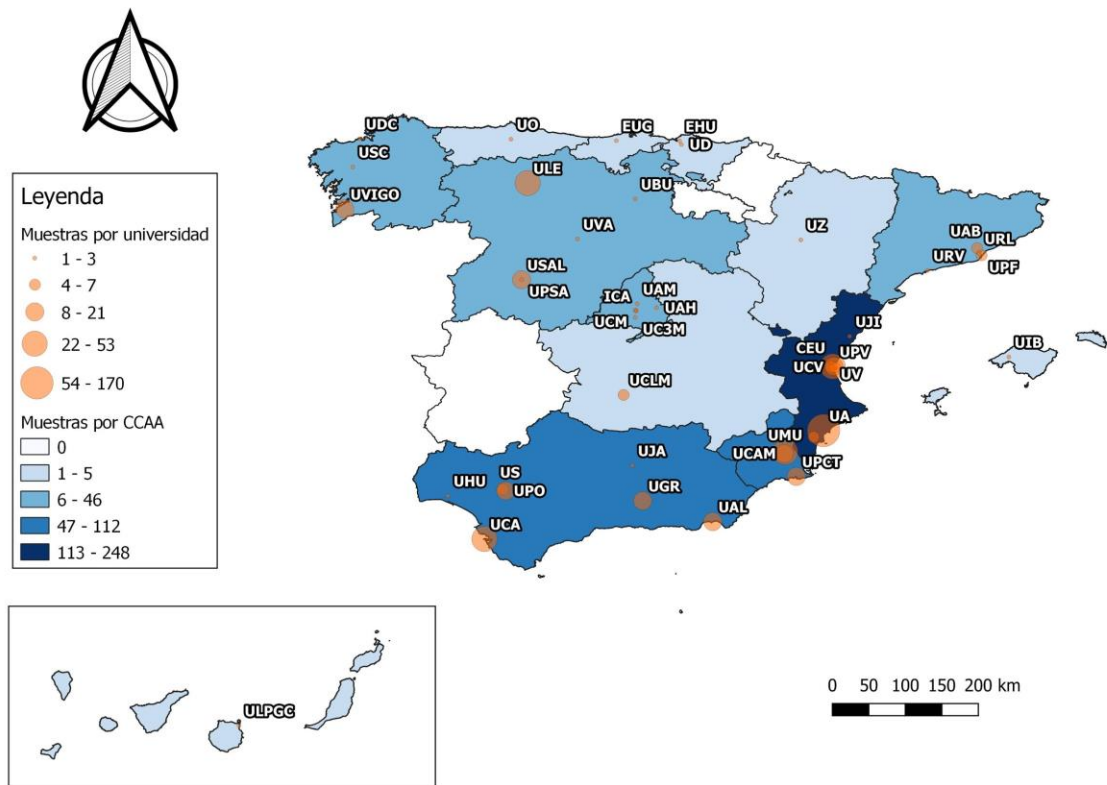 UDC
UO
EUG
EHU
UD
USC
ULE
UBU
UVIGO
UVA
UZ
UAB
URL
URV
UPF
USAL
UPSA
ICA
UAM
UAH
UCM
UC3M
UJI
CEU
UPV
UCV
UV
UIB
UCLM
UA
UMU
UCAM
UPCT
UJA
UHU
US
UPO
UGR
UAL
UCA
Leyenda
Muestras por universidad
1 - 3
4 - 7
8 - 21
22 - 53
54 - 170
Muestras por CCAA
0
1 - 5
6 - 46
47 - 112
113 - 248
ULPGC
0 50 100 150 200 km